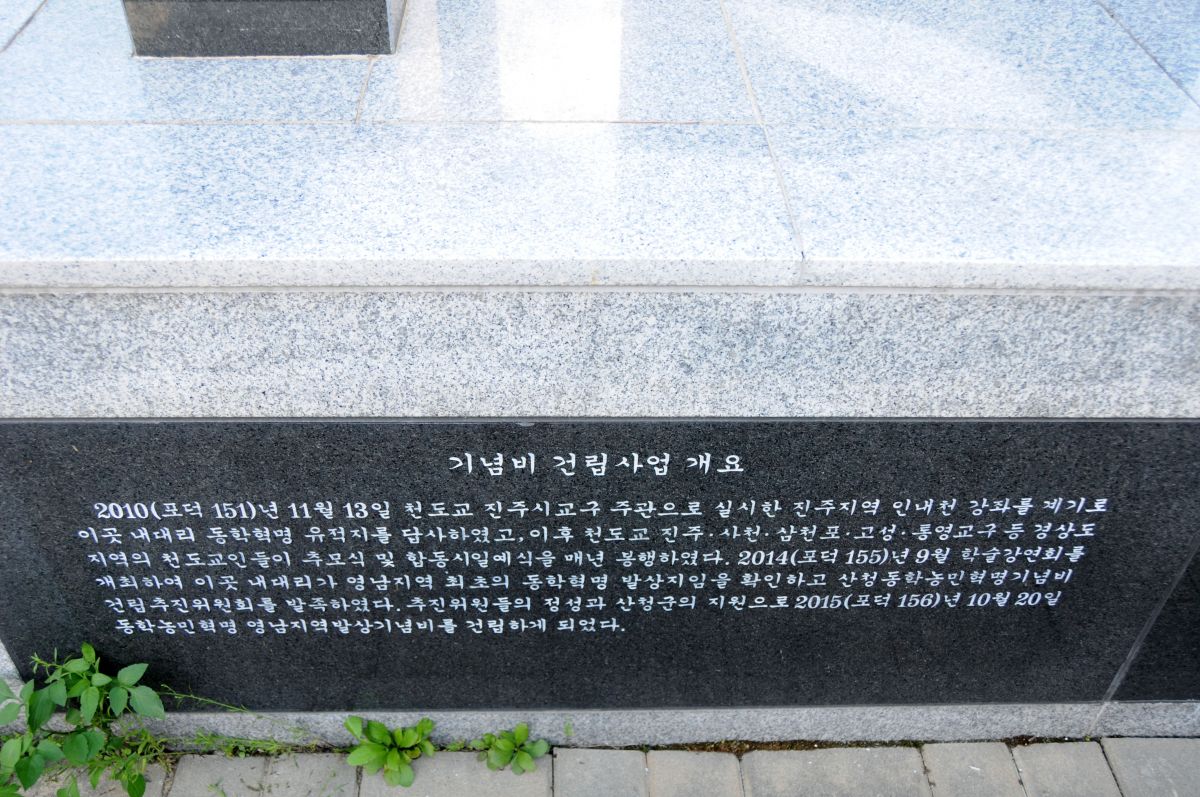 기념비 건립사업 개요
2010(포덕 151)년 11월 13일 천도교 진주시교구 주관으로 실시한 진주지역 인내천 강좌를 계기로
이곳 내대리 동학혁명 유적지를 답사하였고, 이후 천도교 진주·사천·삼천포·고성·통영교구 등 경상도
지역의 천도교인들이 추모식 및 합동시일예식을 매년 봉행하였다. 2014(포덕 155)년 9월 학술강연회를
개최하여 이곳 내대리가 영남지역 최초의 동학혁명 발상지임을 확인하고 산청동학농민혁명기념비
건립추진위원회를 발족하였다. 추진위원들의 정성과 산청군의 지원으로 2015(포덕 156)년 10월 20일
동학농민혁명 영남지역발상기념비를 건립하게 되었다.